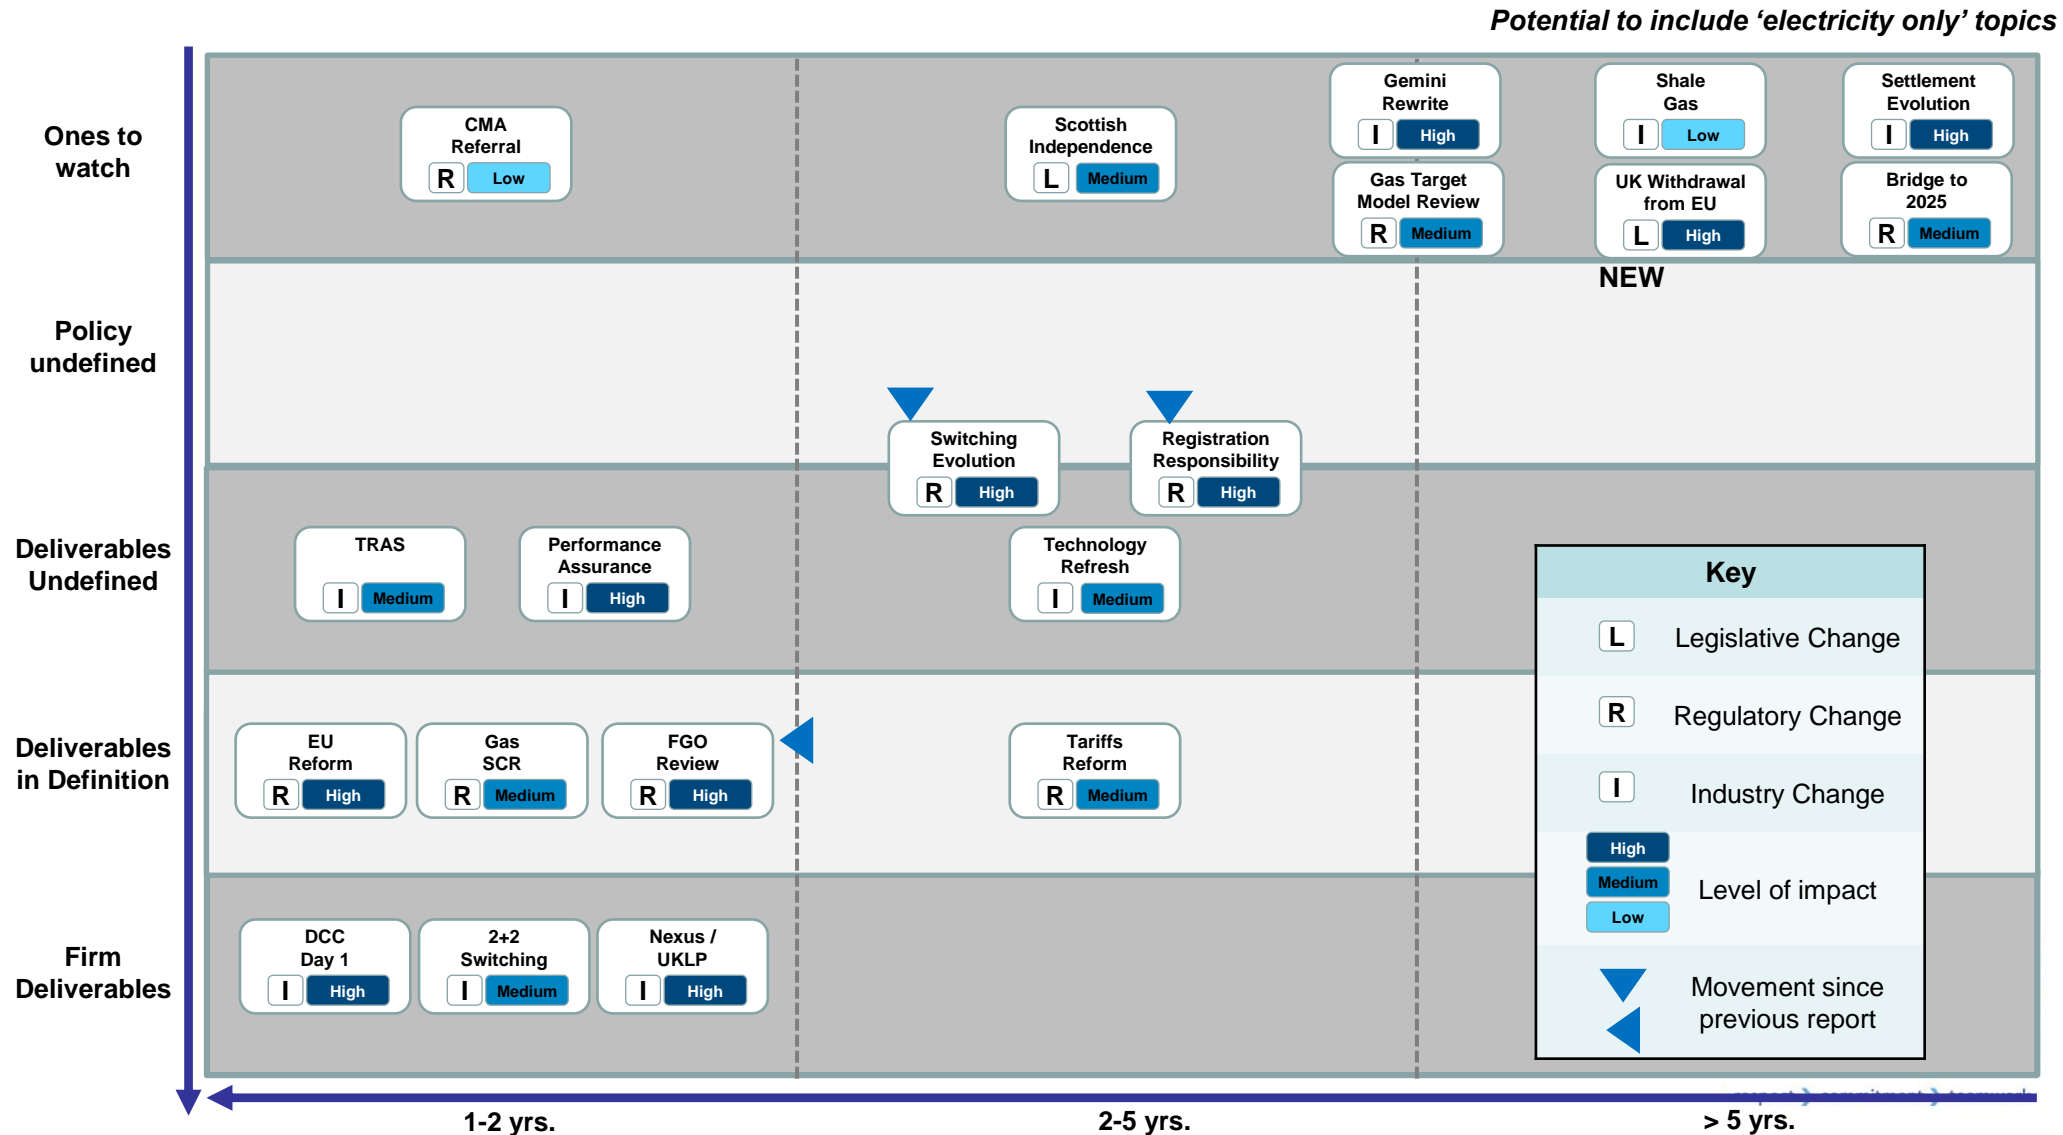 Potential to include ‘electricity only’ topics
Ones to
watch
CMA
Referral
R Low
Scottish
Independence
L Medium
Gemini
Rewrite
I High
Shale
Gas
I Low
Settlement
Evolution
I High
Gas Target
Model Review
R Medium
UK Withdrawal
from EU
L High
Bridge to
2025
R Medium
NEW
Policy
undefined
Switching
Evolution
R High
Registration
Responsibility
R High
Deliverables
Undefined
TRAS
I Medium
Performance
Assurance
I High
Technology
Refresh
I Medium
Deliverables
in Definition
EU
Reform
R High
Gas
SCR
R Medium
FGO
Review
R High
Tariffs
Reform
R Medium
Firm
Deliverables
DCC
Day 1
I High
2+2
Switching
I Medium
Nexus /
UKLP
I High
Key
L Legislative Change
R Regulatory Change
I Industry Change
High
Medium
Low
Level of impact
Movement since
previous report
respect commitment teamwork
1-2 yrs.
2-5 yrs.
> 5 yrs.